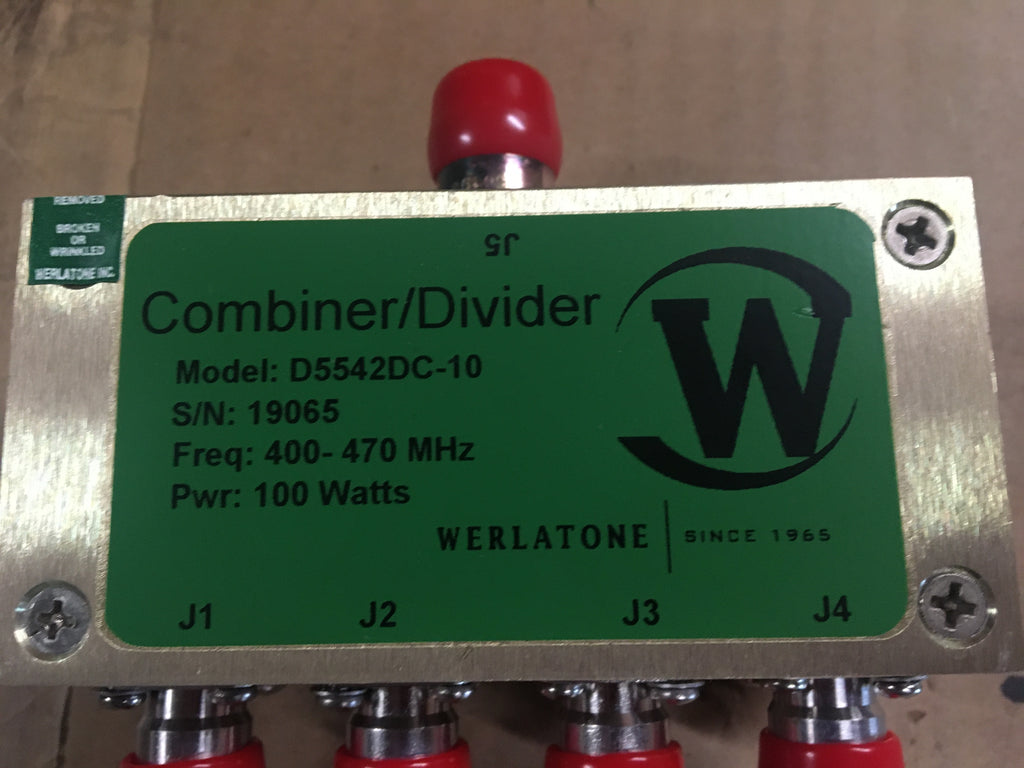 REMOVED
BROKEN
OR
WRINKLED
WERLATONE INC.
J5
Combiner/Divider
Model: D5542DC-10
S/N: 19065
Freq: 400- 470 MHz
Pwr: 100 Watts
W
WERLATONE | SINCE 1965
J1 J2 J3 J4